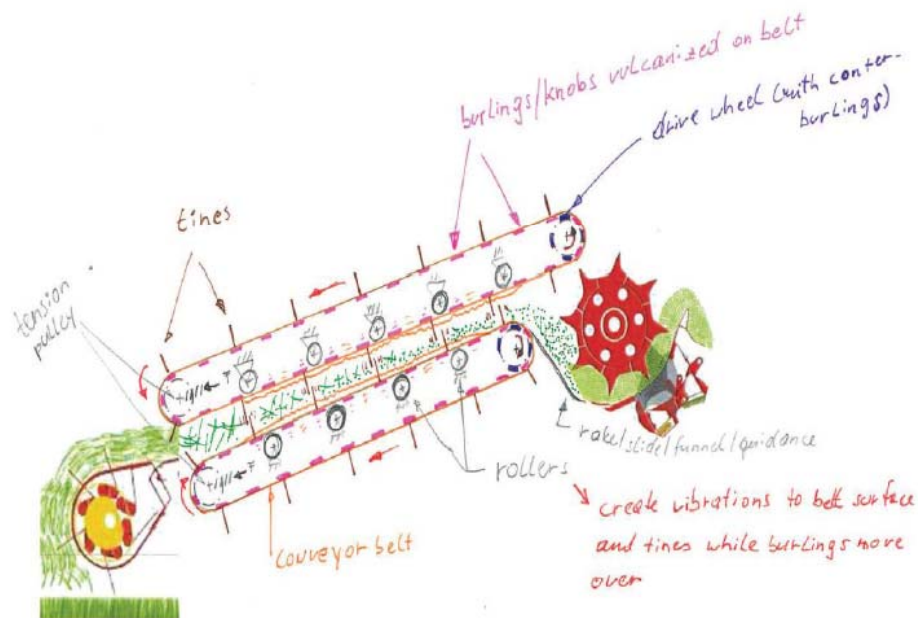 burlings/knobs vulcanized on belt
drive wheel (with conter-
burlings)
tines
tension
pulley
rake/slide/funnel/guidance
rollers
conveyor belt
create vibrations to belt surface
and tines while burlings move
over